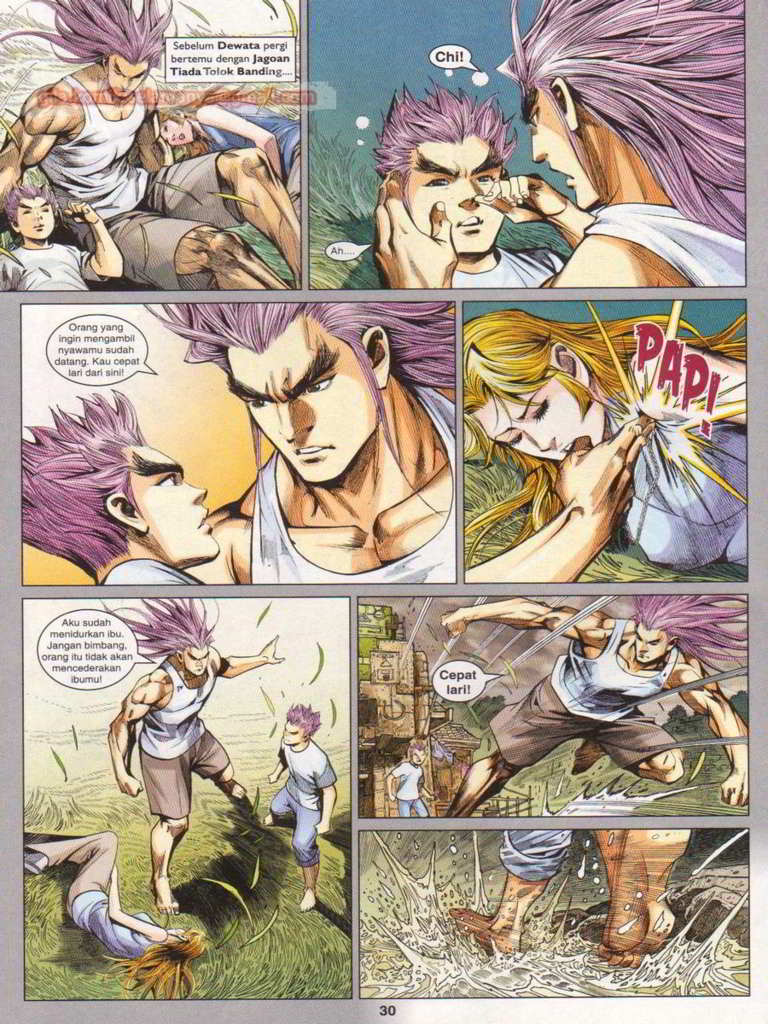 Sebelum Dewata pergi
bertemu dengan Jagoan
Tiada Tolok Banding....
Chi!
Ah....
Orang yang
ingin mengambil
nyawamu sudah
datang. Kau cepat
lari dari sini!
PAP!
Aku sudah
menidurkan ibu.
Jangan bimbang,
orang itu tidak akan
mencederakan
ibumu!
Cepat
lari!
30